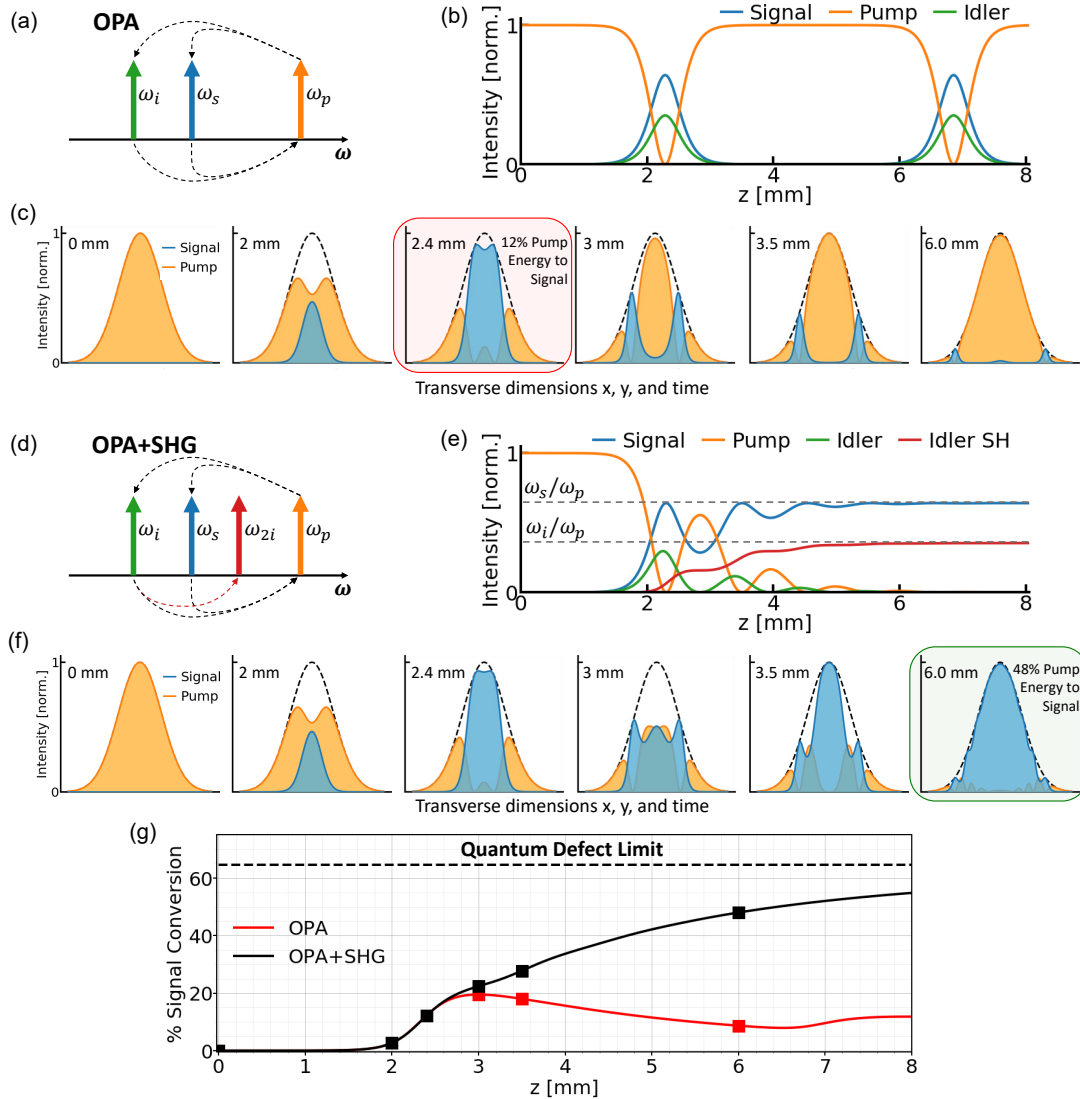 (a)
OPA
ω_i
ω_s
ω_p
ω
(b)
Signal Pump Idler
Intensity [norm.]
1
0
0 2 4 6 8
z [mm]
(c)
Intensity [norm.]
1
0
0 mm
Signal
Pump
2 mm
2.4 mm
12% Pump
Energy to
Signal
3 mm
3.5 mm
6.0 mm
Transverse dimensions x, y, and time
(d)
OPA+SHG
ω_i
ω_s
ω_2i
ω_p
ω
(e)
Signal Pump Idler Idler SH
Intensity [norm.]
1
ω_s/ω_p
ω_i/ω_p
0
0 2 4 6 8
z [mm]
(f)
Intensity [norm.]
1
0
0 mm
Signal
Pump
2 mm
2.4 mm
3 mm
3.5 mm
6.0 mm
48% Pump
Energy to
Signal
Transverse dimensions x, y, and time
(g)
Quantum Defect Limit
% Signal Conversion
60
40
20
0
OPA
OPA+SHG
0 1 2 3 4 5 6 7 8
z [mm]